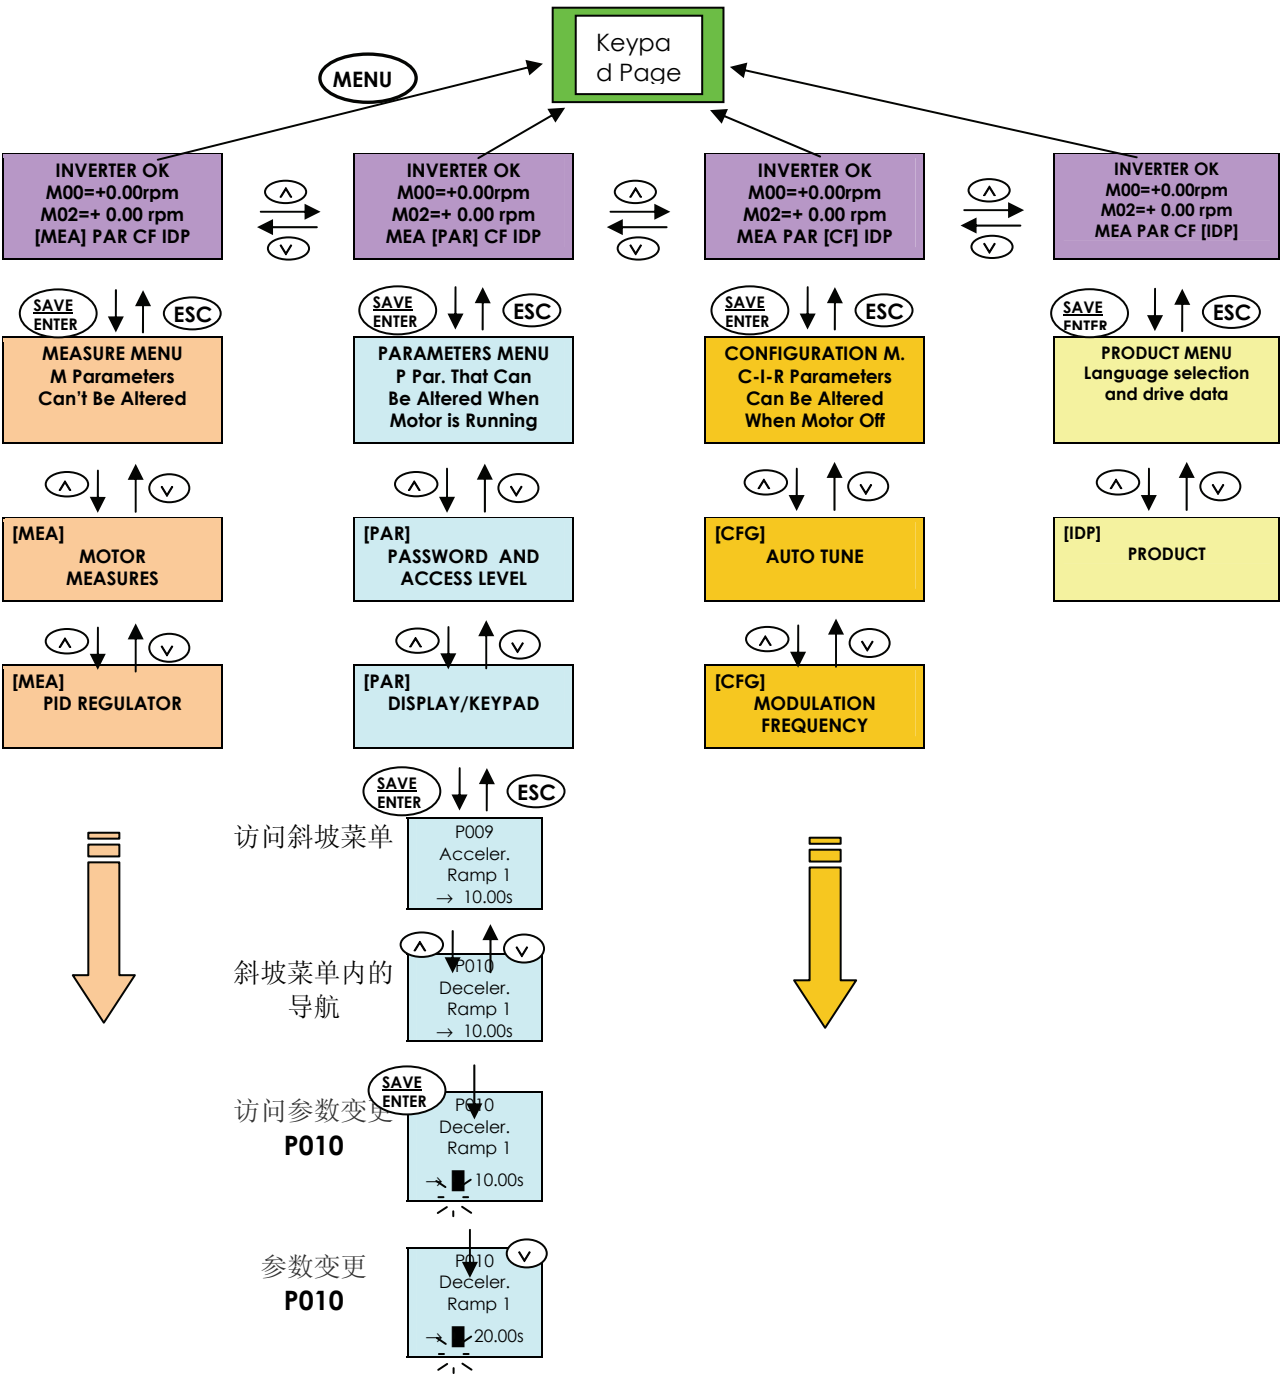 Keypa
d Page
MENU
INVERTER OK
M00=+0.00rpm
M02=+ 0.00 rpm
[MEA] PAR CF IDP
INVERTER OK
M00=+0.00rpm
M02=+ 0.00 rpm
MEA [PAR] CF IDP
INVERTER OK
M00=+0.00rpm
M02=+ 0.00 rpm
MEA PAR [CF] IDP
INVERTER OK
M00=+0.00rpm
M02=+ 0.00 rpm
MEA PAR CF [IDP]
SAVE
ENTER
ESC
SAVE
ENTER
ESC
SAVE
ENTER
ESC
SAVE
ENTER
ESC
MEASURE MENU
M Parameters
Can't Be Altered
PARAMETERS MENU
P Par. That Can
Be Altered When
Motor is Running
CONFIGURATION M.
C-I-R Parameters
Can Be Altered
When Motor Off
PRODUCT MENU
Language selection
and drive data
[MEA]
MOTOR
MEASURES
[PAR]
PASSWORD AND
ACCESS LEVEL
[CFG]
AUTO TUNE
[IDP]
PRODUCT
[MEA]
PID REGULATOR
[PAR]
DISPLAY/KEYPAD
[CFG]
MODULATION
FREQUENCY
SAVE
ENTER
ESC
访问斜坡菜单
P009
Acceler.
Ramp 1
→ 10.00s
斜坡菜单内的
导航
P010
Deceler.
Ramp 1
→ 10.00s
SAVE
ENTER
访问参数变更
P010
P010
Deceler.
Ramp 1
→ 10.00s
参数变更
P010
P010
Deceler.
Ramp 1
→ 20.00s